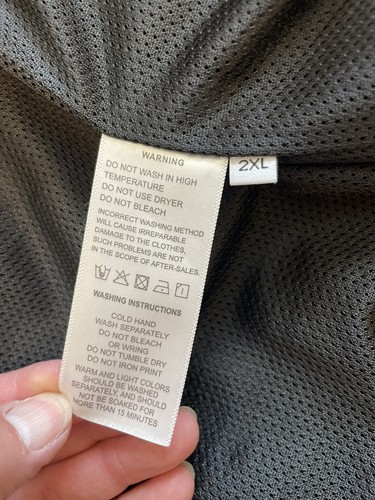 WARNING
DO NOT WASH IN HIGH
TEMPERATURE
DO NOT USE DRYER
DO NOT BLEACH
INCORRECT WASHING METHOD
WILL CAUSE IRREPARABLE
DAMAGE TO THE CLOTHES,
SUCH PROBLEMS ARE NOT
IN THE SCOPE OF AFTER-SALES.
WASHING INSTRUCTIONS
COLD HAND
WASH SEPARATELY
DO NOT BLEACH
OR WRING
DO NOT TUMBLE DRY
DO NOT IRON PRINT
WARM AND LIGHT COLORS
SHOULD BE WASHED
SEPARATELY, AND SHOULD
NOT BE SOAKED FOR
MORE THAN 15 MINUTES
2XL